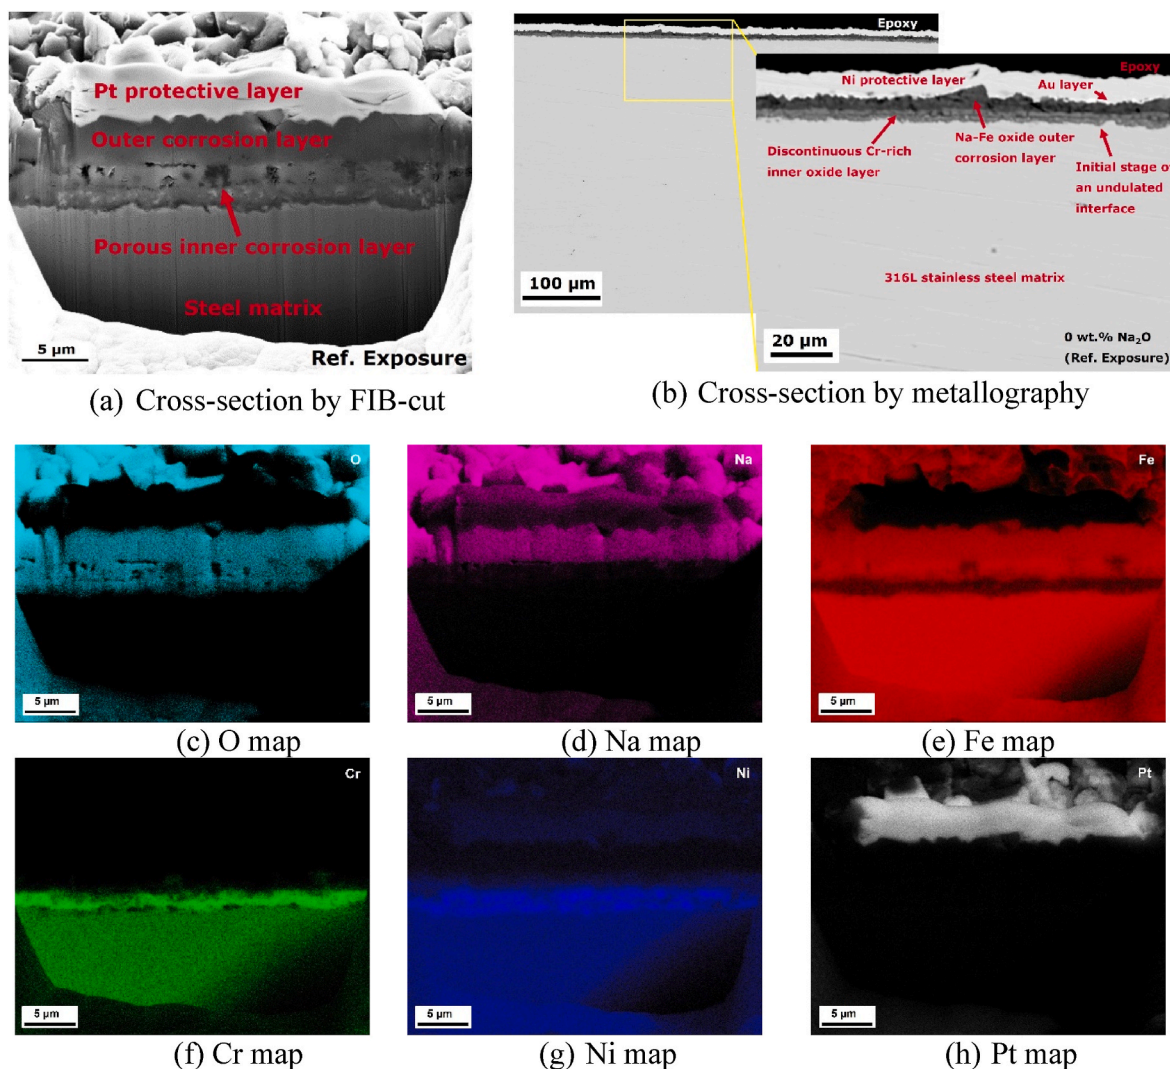 Pt protective layer
Outer corrosion layer
Porous inner corrosion layer
Steel matrix
5 µm
Ref. Exposure
(a) Cross-section by FIB-cut
Epoxy
Epoxy
Ni protective layer
Au layer
Discontinuous Cr-rich
inner oxide layer
Na-Fe oxide outer
corrosion layer
Initial stage of
an undulated
interface
100 µm
316L stainless steel matrix
20 µm
0 wt.% Na₂O
(Ref. Exposure)
(b) Cross-section by metallography
O
5 µm
(c) O map
Na
5 µm
(d) Na map
Fe
5 µm
(e) Fe map
Cr
5 µm
(f) Cr map
Ni
5 µm
(g) Ni map
Pt
5 µm
(h) Pt map